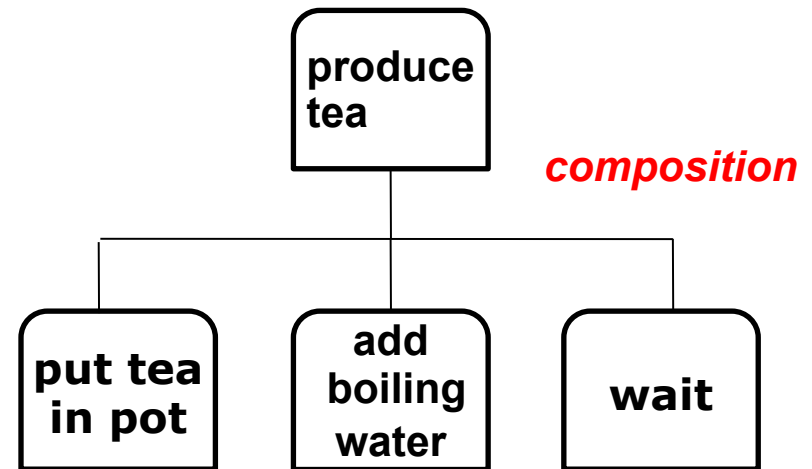 produce
tea
composition
put tea
in pot
add
boiling
water
wait